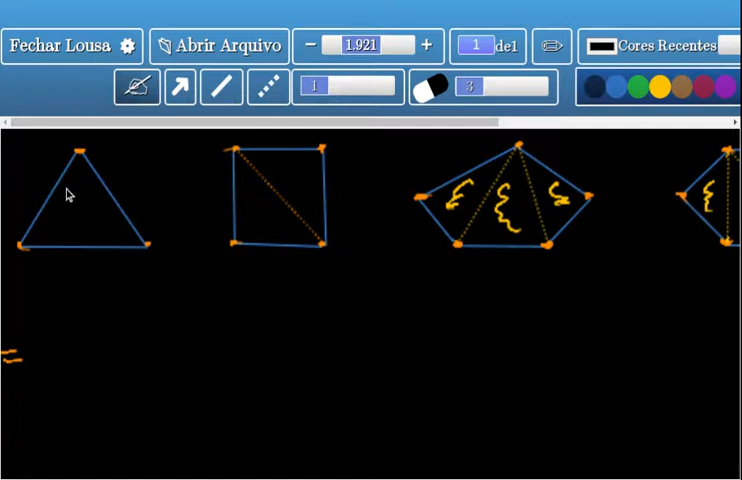 Fechar Lousa Abrir Arquivo − 1.921 + 1 de1 Cores Recentes
1 3
=